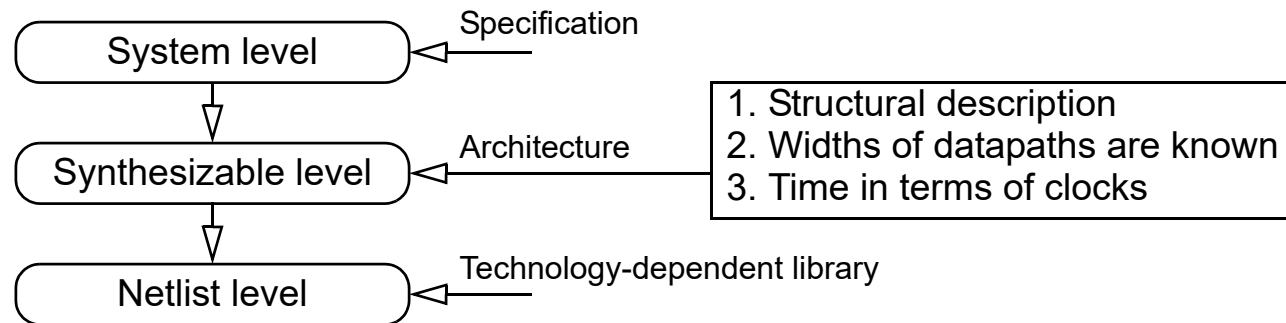 Specification
System level
1. Structural description
2. Widths of datapaths are known
3. Time in terms of clocks
Architecture
Synthesizable level
Technology-dependent library
Netlist level